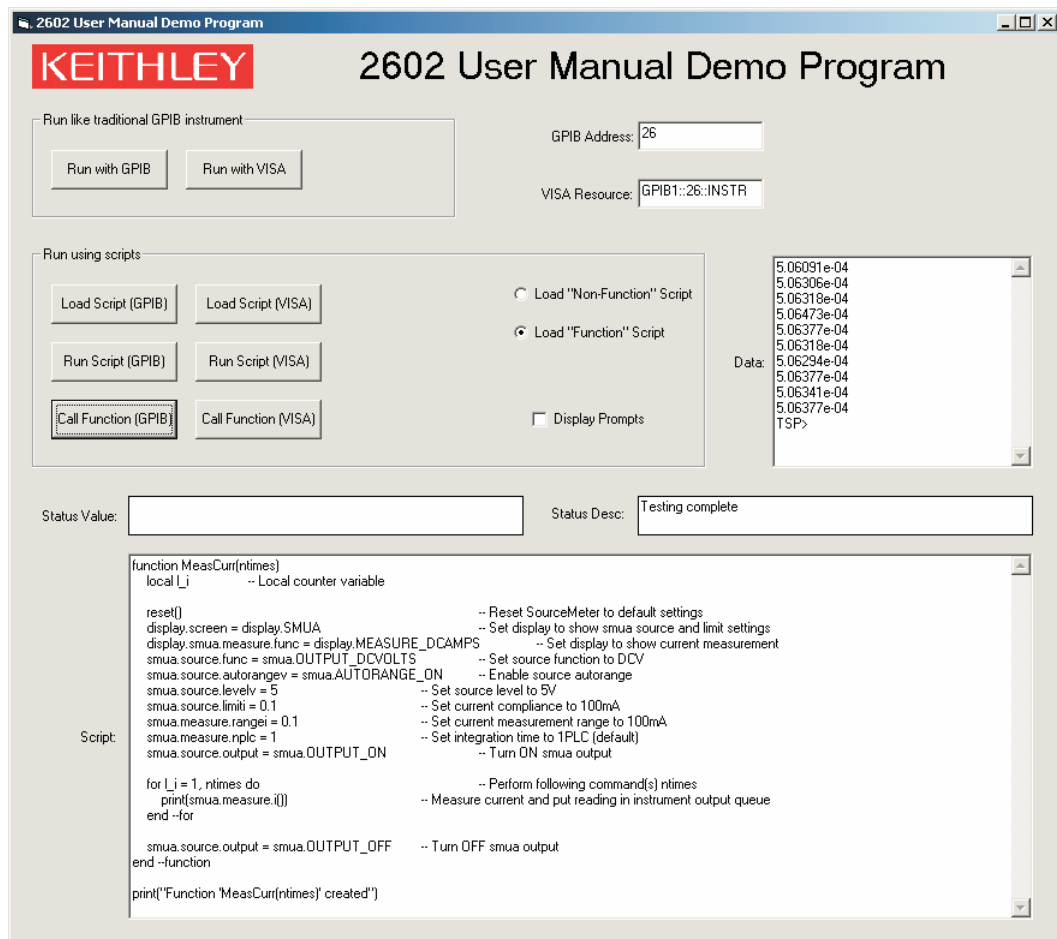 2602 User Manual Demo Program
KEITHLEY
2602 User Manual Demo Program
Run like traditional GPIB instrument
Run with GPIB
Run with VISA
GPIB Address: 26
VISA Resource: GPIB1::26::INSTR
Run using scripts
Load Script (GPIB)
Load Script (VISA)
Load "Non-Function" Script
Load "Function" Script
Run Script (GPIB)
Run Script (VISA)
Call Function (GPIB)
Call Function (VISA)
Display Prompts
Data:
5.06091e-04
5.06306e-04
5.06318e-04
5.06473e-04
5.06377e-04
5.06318e-04
5.06294e-04
5.06377e-04
5.06341e-04
5.06377e-04
TSP>
Status Value:
Status Desc: Testing complete
Script:
function MeasCurr(ntimes)
local l_i -- Local counter variable
reset() -- Reset SourceMeter to default settings
display.screen = display.SMUA -- Set display to show smua source and limit settings
display.smua.measure.func = display.MEASURE_DCAMPS -- Set display to show current measurement
smua.source.func = smua.OUTPUT_DCVOLTS -- Set source function to DCV
smua.source.autorangev = smua.AUTORANGE_ON -- Enable source autorange
smua.source.levelv = 5 -- Set source level to 5V
smua.source.limiti = 0.1 -- Set current compliance to 100mA
smua.measure.rangei = 0.1 -- Set current measurement range to 100mA
smua.measure.nplc = 1 -- Set integration time to 1PLC (default)
smua.source.output = smua.OUTPUT_ON -- Turn ON smua output
for l_i = 1, ntimes do -- Perform following command(s) ntimes
print(smua.measure.i()) -- Measure current and put reading in instrument output queue
end --for
smua.source.output = smua.OUTPUT_OFF -- Turn OFF smua output
end --function
print("Function 'MeasCurr(ntimes)' created")